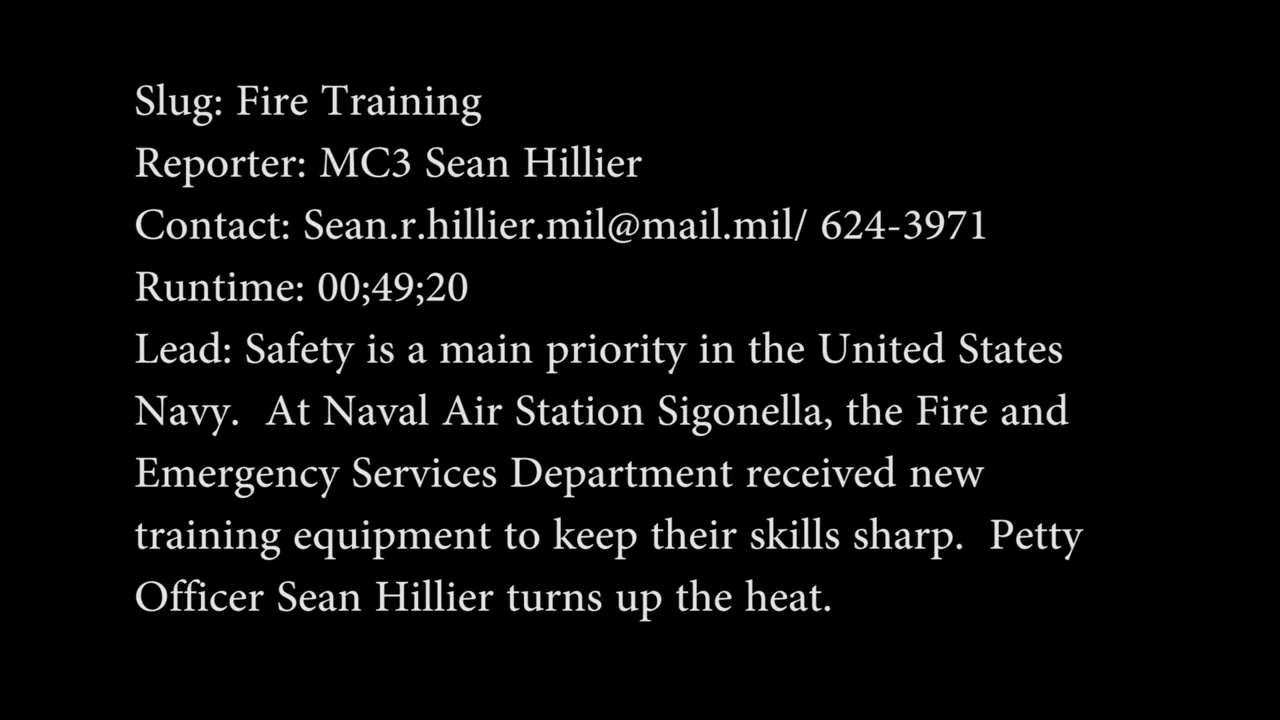 Slug: Fire Training
Reporter: MC3 Sean Hillier
Contact: Sean.r.hillier.mil@mail.mil/ 624-3971
Runtime: 00;49;20
Lead: Safety is a main priority in the United States
Navy.  At Naval Air Station Sigonella, the Fire and
Emergency Services Department received new
training equipment to keep their skills sharp.  Petty
Officer Sean Hillier turns up the heat.